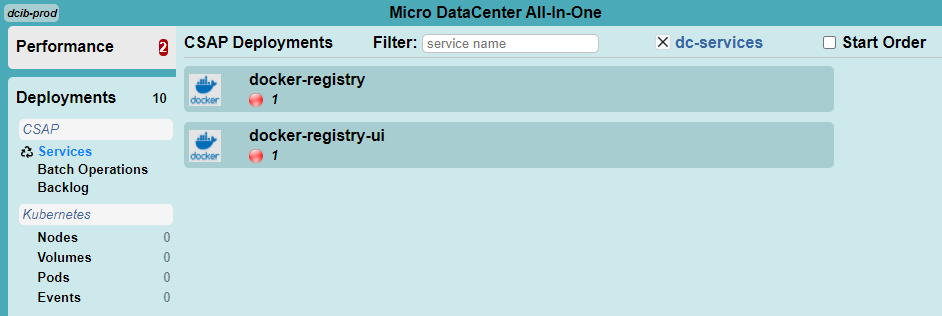 dcib-prod
Micro DataCenter All-In-One
Performance 2
CSAP Deployments Filter: service name dc-services Start Order
Deployments 10
CSAP
Services
Batch Operations
Backlog
Kubernetes
Nodes 0
Volumes 0
Pods 0
Events 0
docker
docker-registry
1
docker
docker-registry-ui
1